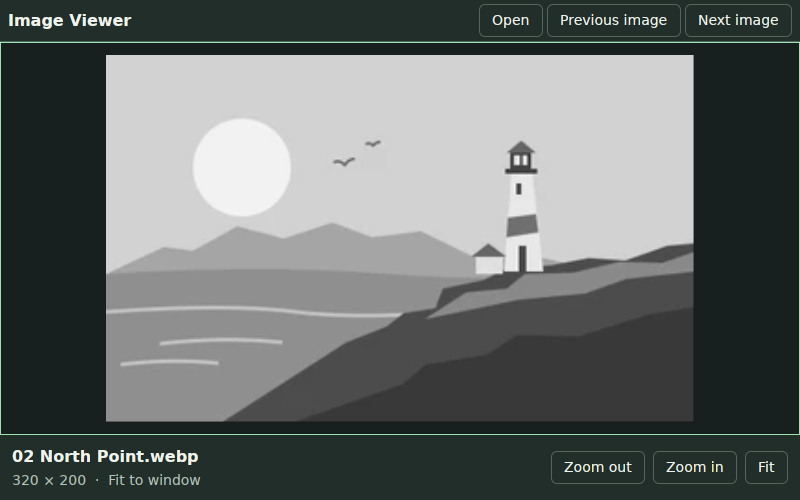 Image Viewer
Open
Previous image
Next image
02 North Point.webp
320 × 200 · Fit to window
Zoom out
Zoom in
Fit